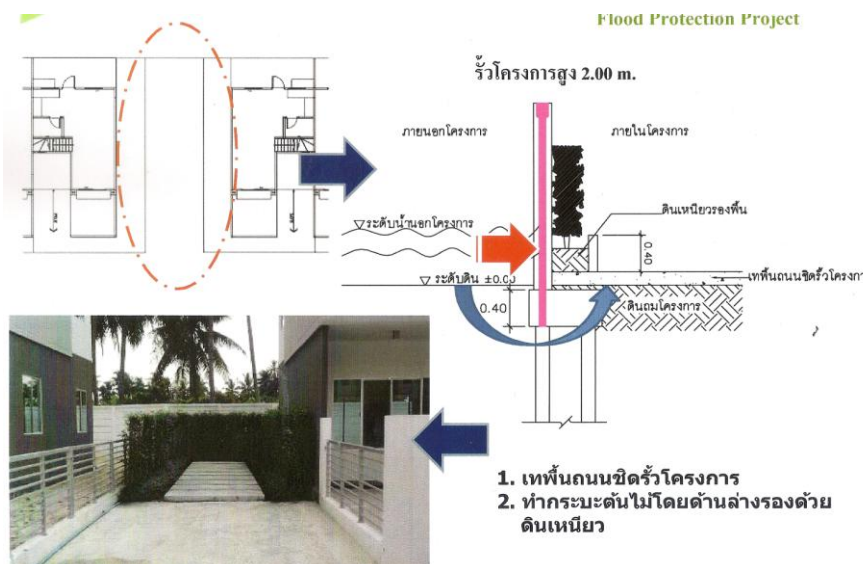 Flood Protection Project
รั้วโครงการสูง 2.00 m.
ภายนอกโครงการ
ภายในโครงการ
ดินเหนียวรองพื้น
ระดับน้ำนอกโครงการ
0.40
เทพื้นถนนชิดรั้วโครงกา
ระดับดิน ±0.00
0.40
ดินถมโครงการ
1. เทพื้นถนนชิดรั้วโครงการ
2. ทำกระบะต้นไม้โดยด้านล่างรองด้วย
ดินเหนียว